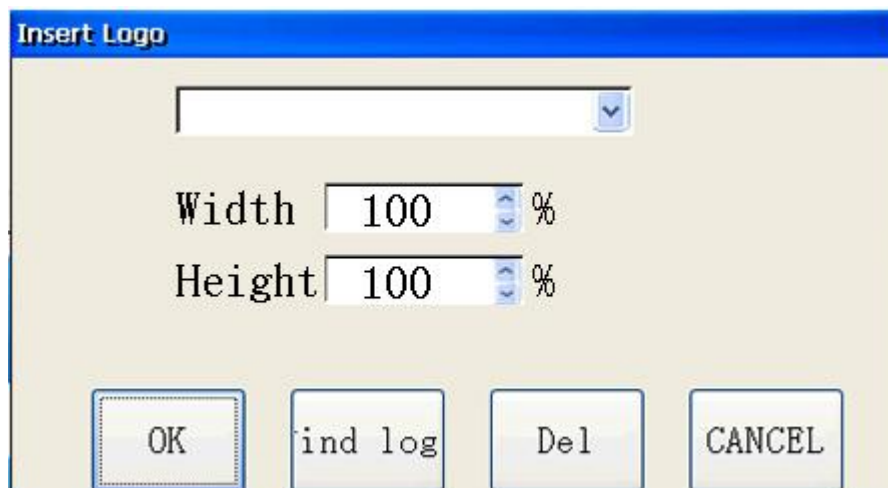 Insert Logo
Width 100 %
Height 100 %
OK ind log Del CANCEL